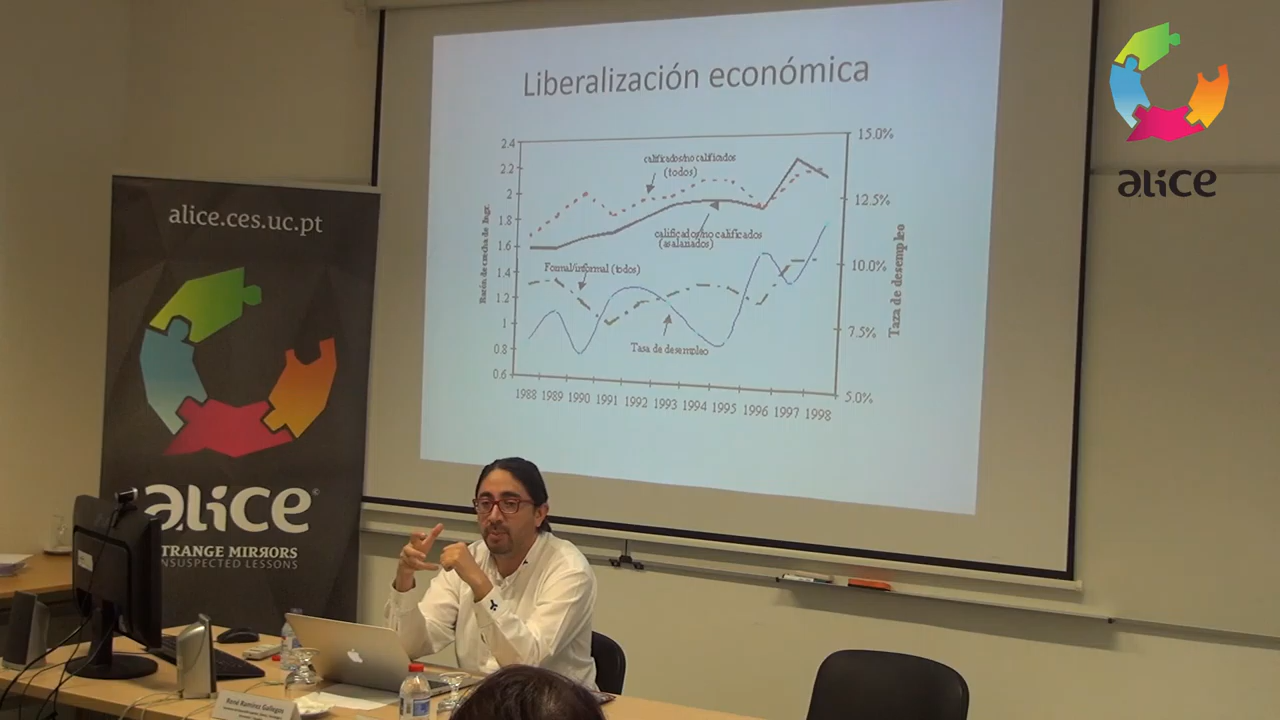 Liberalización económica
2.4
2.2
2
1.8
1.6
1.4
1.2
1
0.8
0.6
15.0%
12.5%
10.0%
7.5%
5.0%
Taza de desempleo
calificados/no calificados
(todos)
calificados/no calificados
(asalariados)
Formal/informal (todos)
Tasa de desempleo
1988 1989 1990 1991 1992 1993 1994 1995 1996 1997 1998
alice
alice.ces.uc.pt
alice
TRANGE MIRRORS
NSUSPECTED LESSONS
René Ramírez Gallegos